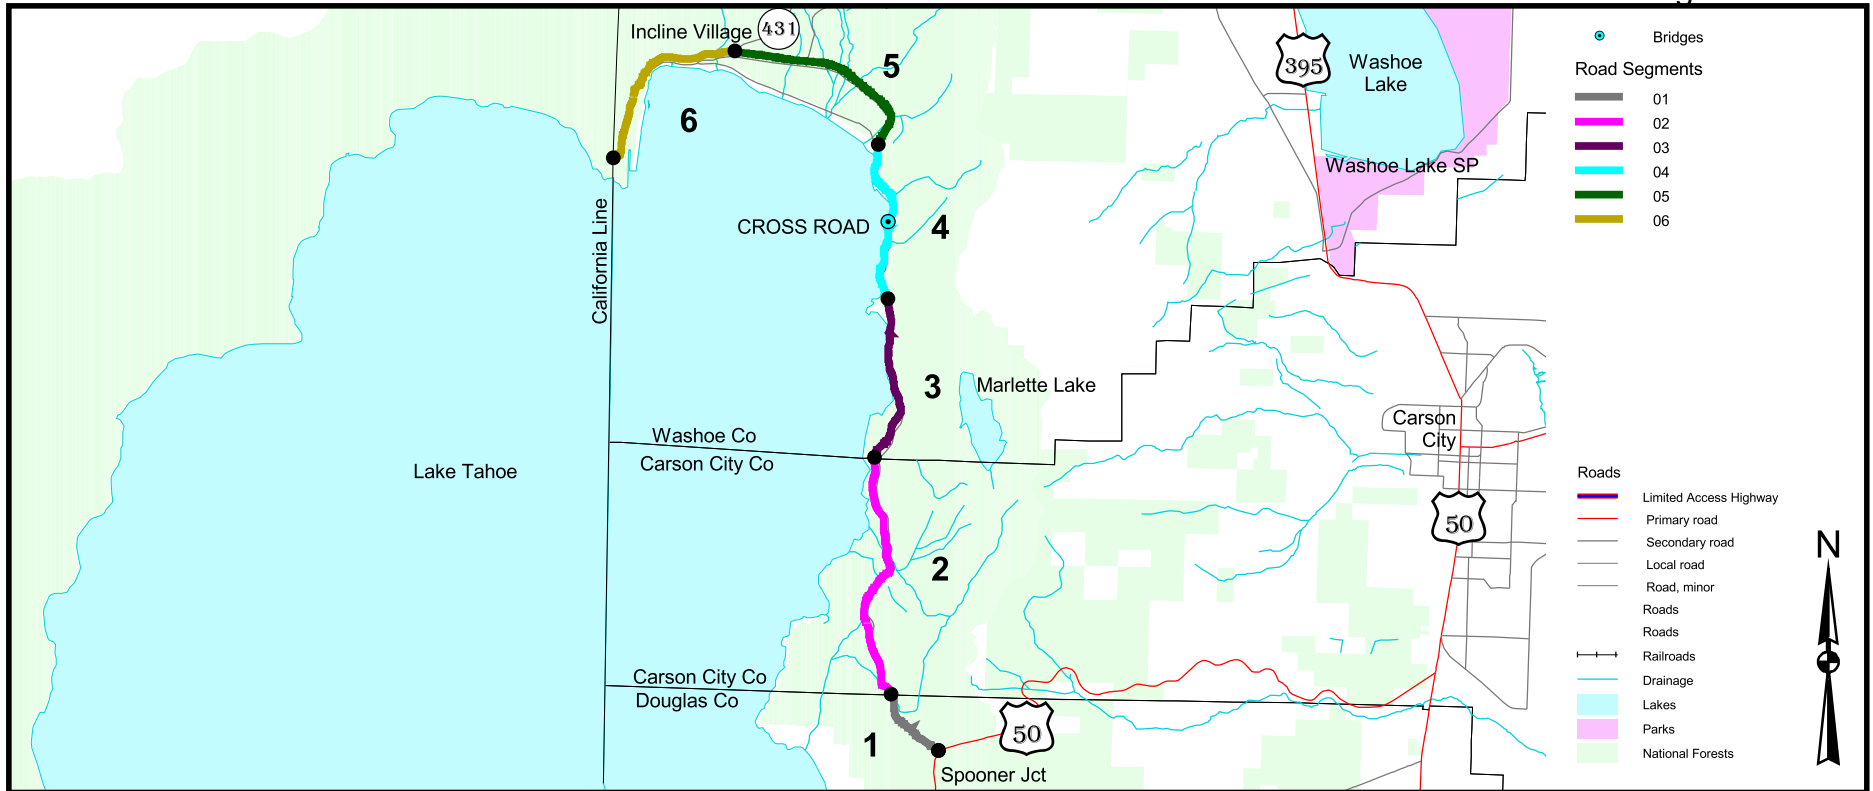 Incline Village
431
5
6
395
Washoe
Lake
Washoe Lake SP
CROSS ROAD
4
California Line
3
Marlette Lake
Washoe Co
Carson City Co
Lake Tahoe
Carson
City
50
2
Carson City Co
Douglas Co
1
50
Spooner Jct
Bridges
Road Segments
01
02
03
04
05
06
Roads
Limited Access Highway
Primary road
Secondary road
Local road
Road, minor
Roads
Roads
Railroads
Drainage
Lakes
Parks
National Forests
N